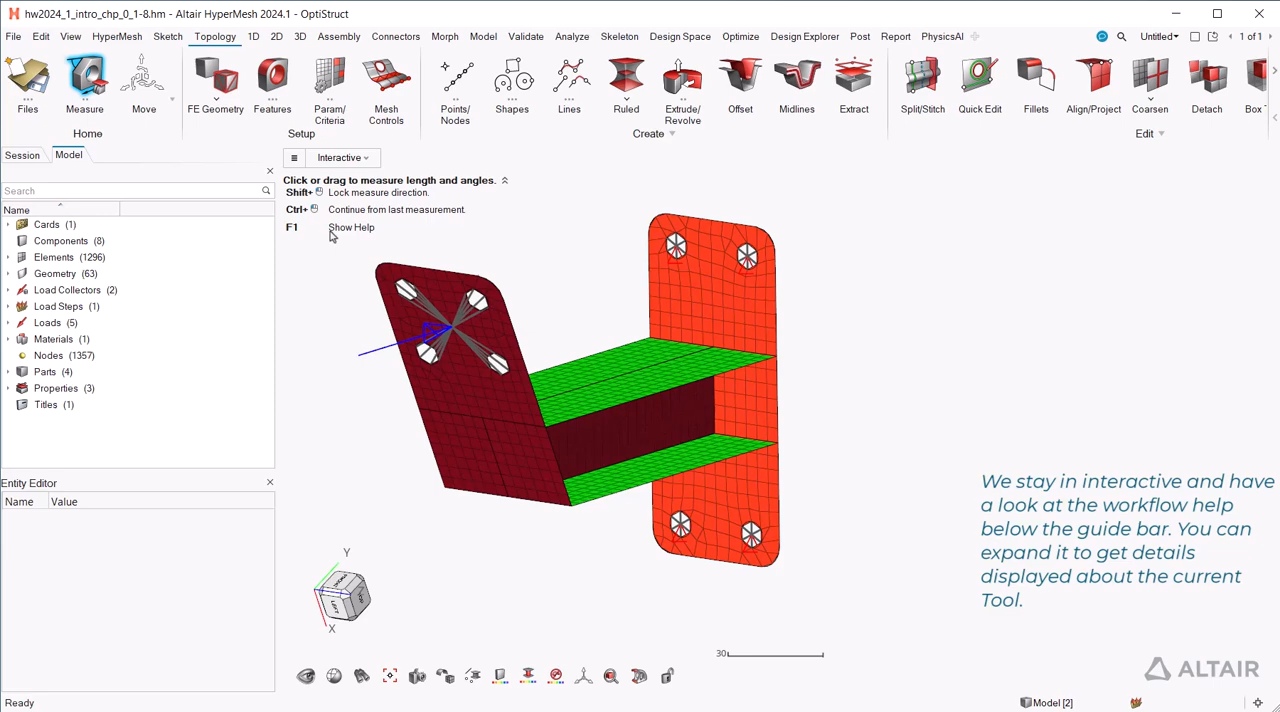 hw2024_1_intro_chp_0_1-8.hm - Altair HyperMesh 2024.1 - OptiStruct
File Edit View HyperMesh Sketch Topology 1D 2D 3D Assembly Connectors Morph Model Validate Analyze Skeleton Design Space Optimize Design Explorer Post Report PhysicsAI Untitled 1 of 1
Files Measure Move FE Geometry Features Param/ Criteria Mesh Controls Points/ Nodes Shapes Lines Ruled Extrude/ Revolve Offset Midlines Extract Split/Stitch Quick Edit Fillets Align/Project Coarsen Detach Box
Home Setup Create Edit
Session Model
Interactive
Click or drag to measure length and angles.
Shift+ Lock measure direction.
Ctrl+ Continue from last measurement.
F1 Show Help
Search
Name
Cards (1)
Components (8)
Elements (1296)
Geometry (63)
Load Collectors (2)
Load Steps (1)
Loads (5)
Materials (1)
Nodes (1357)
Parts (4)
Properties (3)
Titles (1)
Entity Editor
Name Value
We stay in interactive and have
a look at the workflow help
below the guide bar. You can
expand it to get details
displayed about the current
Tool.
Y
LEFT
X
30
ALTAIR
Ready
Model [2]